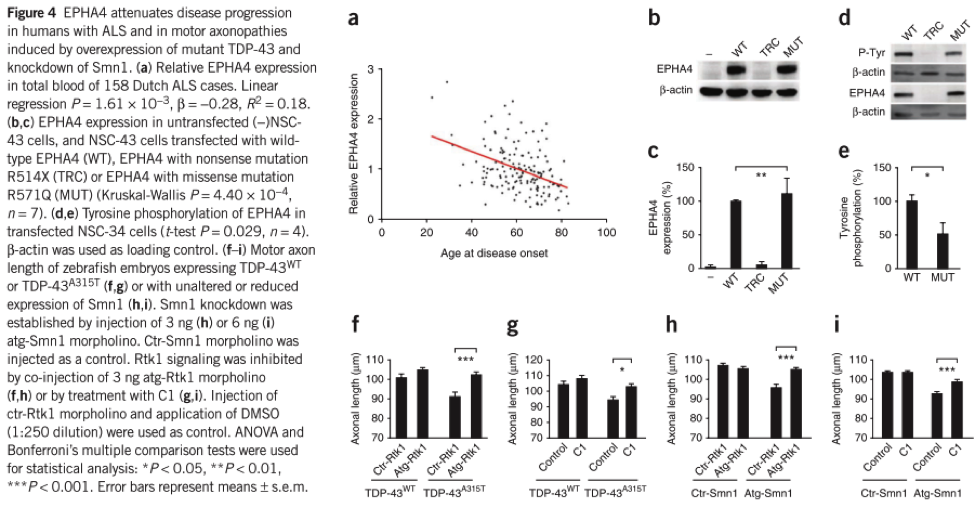 Figure 4 EPHA4 attenuates disease progression
in humans with ALS and in motor axonopathies
induced by overexpression of mutant TDP-43 and
knockdown of Smn1. (a) Relative EPHA4 expression
in total blood of 158 Dutch ALS cases. Linear
regression P = 1.61 × 10⁻³, β = −0.28, R² = 0.18.
(b,c) EPHA4 expression in untransfected (−)NSC-
43 cells, and NSC-43 cells transfected with wild-
type EPHA4 (WT), EPHA4 with nonsense mutation
R514X (TRC) or EPHA4 with missense mutation
R571Q (MUT) (Kruskal-Wallis P = 4.40 × 10⁻⁴,
n = 7). (d,e) Tyrosine phosphorylation of EPHA4 in
transfected NSC-34 cells (t-test P = 0.029, n = 4).
β-actin was used as loading control. (f–i) Motor axon
length of zebrafish embryos expressing TDP-43ᵂᵀ
or TDP-43ᴬ³¹⁵ᵀ (f,g) or with unaltered or reduced
expression of Smn1 (h,i). Smn1 knockdown was
established by injection of 3 ng (h) or 6 ng (i)
atg-Smn1 morpholino. Ctr-Smn1 morpholino was
injected as a control. Rtk1 signaling was inhibited
by co-injection of 3 ng atg-Rtk1 morpholino
(f,h) or by treatment with C1 (g,i). Injection of
ctr-Rtk1 morpholino and application of DMSO
(1:250 dilution) were used as control. ANOVA and
Bonferroni's multiple comparison tests were used
for statistical analysis: *P < 0.05, **P < 0.01,
***P < 0.001. Error bars represent means ± s.e.m.
a
Relative EPHA4 expression
3
2
1
0
0 20 40 60 80 100
Age at disease onset
b
– WT TRC MUT
EPHA4
β-actin
c
EPHA4
expression (%)
150
100
50
0
**
– WT TRC MUT
d
WT TRC MUT
P-Tyr
β-actin
EPHA4
β-actin
e
Tyrosine
phosphorylation (%)
150
100
50
0
*
WT MUT
f
Axonal length (μm)
110
100
90
80
70
***
Ctr-Rtk1 Atg-Rtk1 Ctr-Rtk1 Atg-Rtk1
TDP-43ᵂᵀ TDP-43ᴬ³¹⁵ᵀ
g
Axonal length (μm)
120
110
100
90
80
70
*
Control C1 Control C1
TDP-43ᵂᵀ TDP-43ᴬ³¹⁵ᵀ
h
Axonal length (μm)
110
100
90
80
70
***
Ctr-Rtk1 Atg-Rtk1 Ctr-Rtk1 Atg-Rtk1
Ctr-Smn1 Atg-Smn1
i
Axonal length (μm)
110
100
90
80
70
***
Control C1 Control C1
Ctr-Smn1 Atg-Smn1